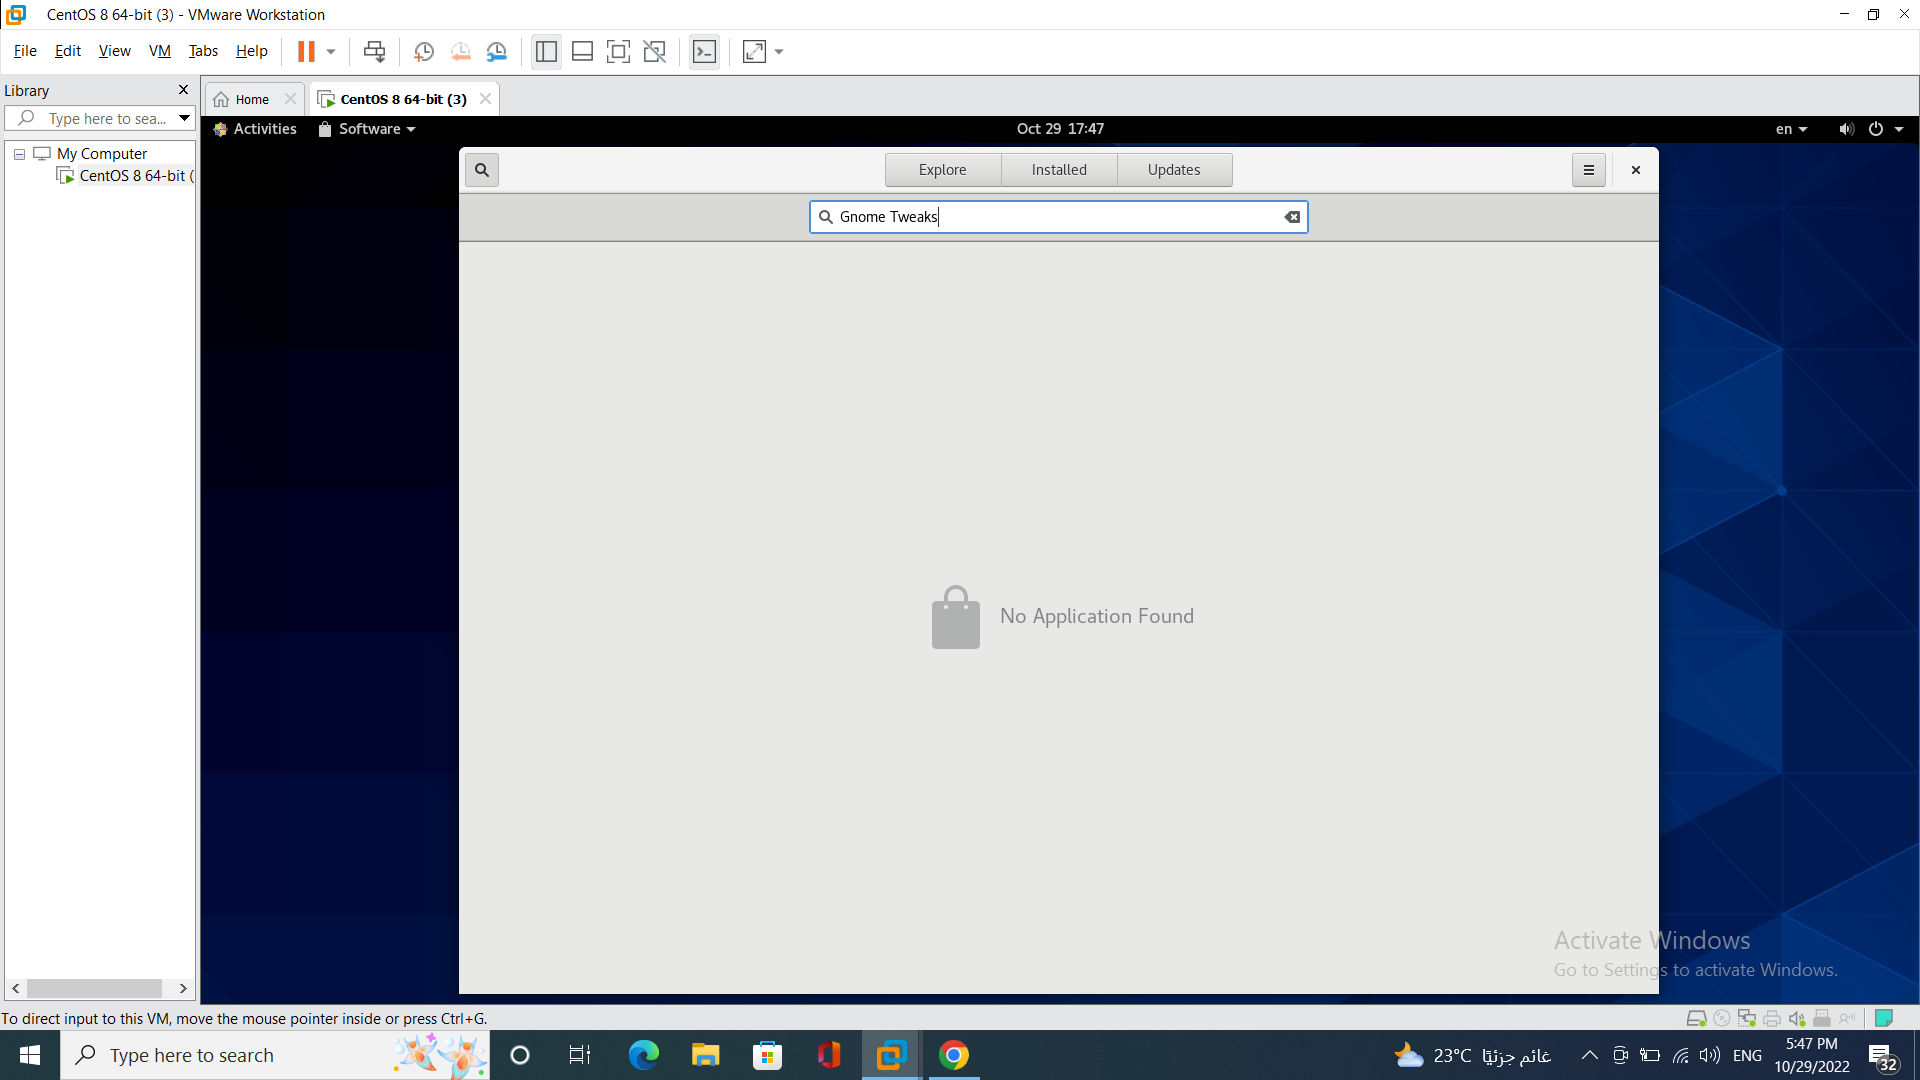 CentOS 8 64-bit (3) - VMware Workstation
File Edit View VM Tabs Help
Library
Type here to sea...
My Computer
CentOS 8 64-bit (
Home
CentOS 8 64-bit (3)
Activities Software Oct 29 17:47 en
Explore Installed Updates
Gnome Tweaks
No Application Found
Activate Windows
Go to Settings to activate Windows.
To direct input to this VM, move the mouse pointer inside or press Ctrl+G.
Type here to search
23°C غائم جزئيًا
ENG
5:47 PM
10/29/2022
32